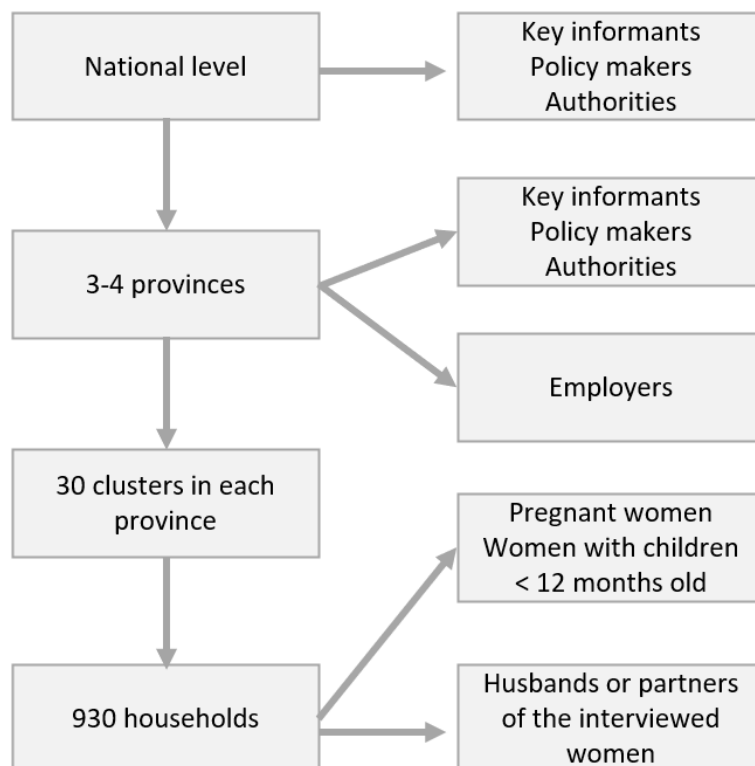 National level
Key informants
Policy makers
Authorities
3-4 provinces
Key informants
Policy makers
Authorities
Employers
30 clusters in each
province
Pregnant women
Women with children
< 12 months old
930 households
Husbands or partners
of the interviewed
women